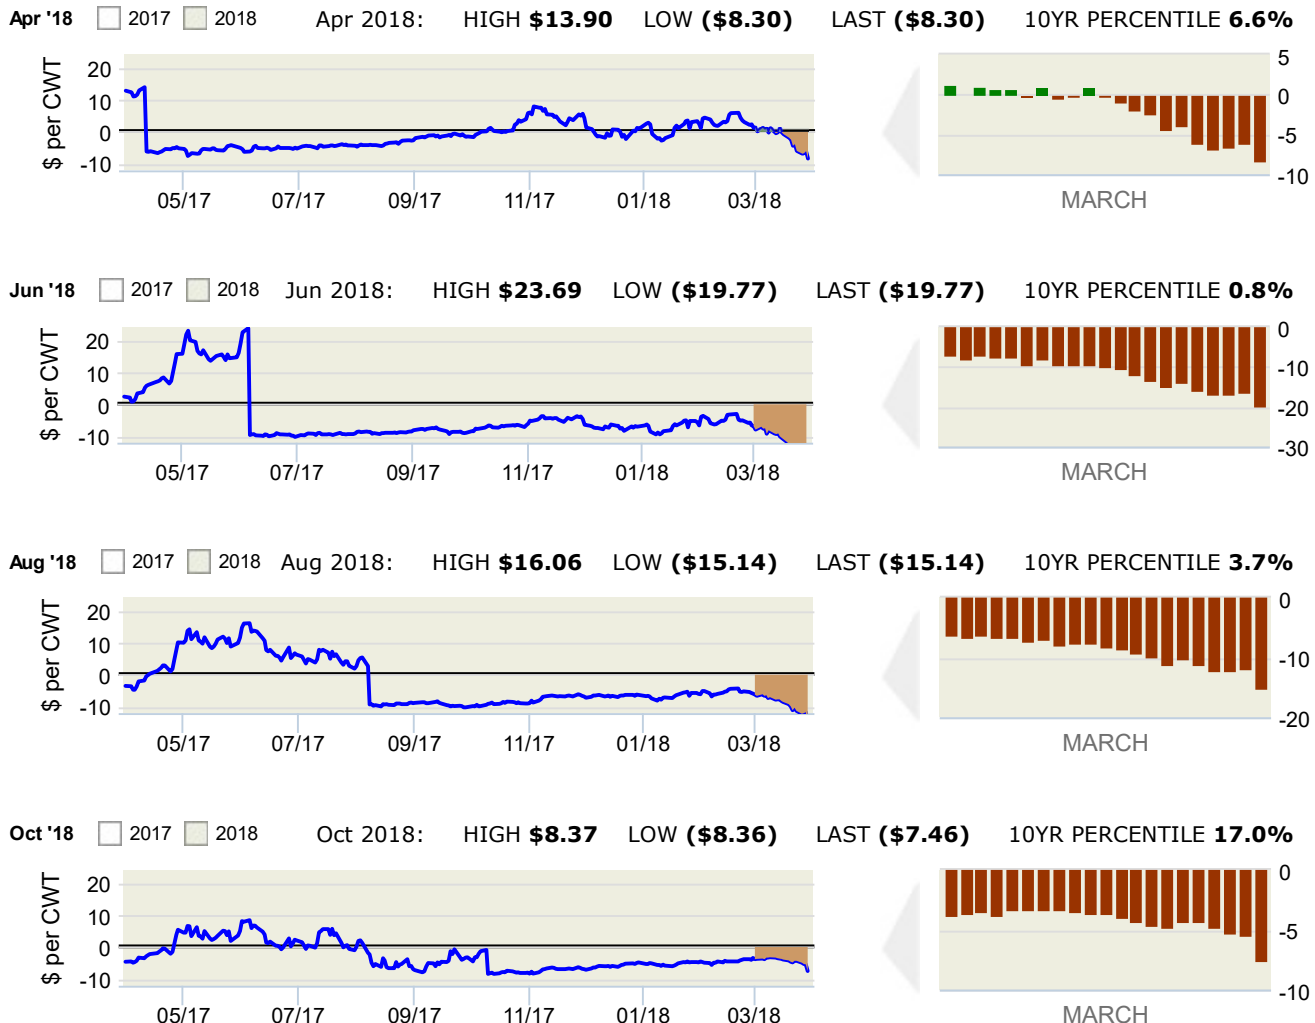 Apr '18 2017 2018 Apr 2018: HIGH $13.90 LOW ($8.30) LAST ($8.30) 10YR PERCENTILE 6.6%
$ per CWT
20
10
0
-10
05/17 07/17 09/17 11/17 01/18 03/18
5
0
-5
-10
MARCH
Jun '18 2017 2018 Jun 2018: HIGH $23.69 LOW ($19.77) LAST ($19.77) 10YR PERCENTILE 0.8%
$ per CWT
20
10
0
-10
05/17 07/17 09/17 11/17 01/18 03/18
0
-10
-20
-30
MARCH
Aug '18 2017 2018 Aug 2018: HIGH $16.06 LOW ($15.14) LAST ($15.14) 10YR PERCENTILE 3.7%
$ per CWT
20
10
0
-10
05/17 07/17 09/17 11/17 01/18 03/18
0
-10
-20
MARCH
Oct '18 2017 2018 Oct 2018: HIGH $8.37 LOW ($8.36) LAST ($7.46) 10YR PERCENTILE 17.0%
$ per CWT
20
10
0
-10
05/17 07/17 09/17 11/17 01/18 03/18
0
-5
-10
MARCH